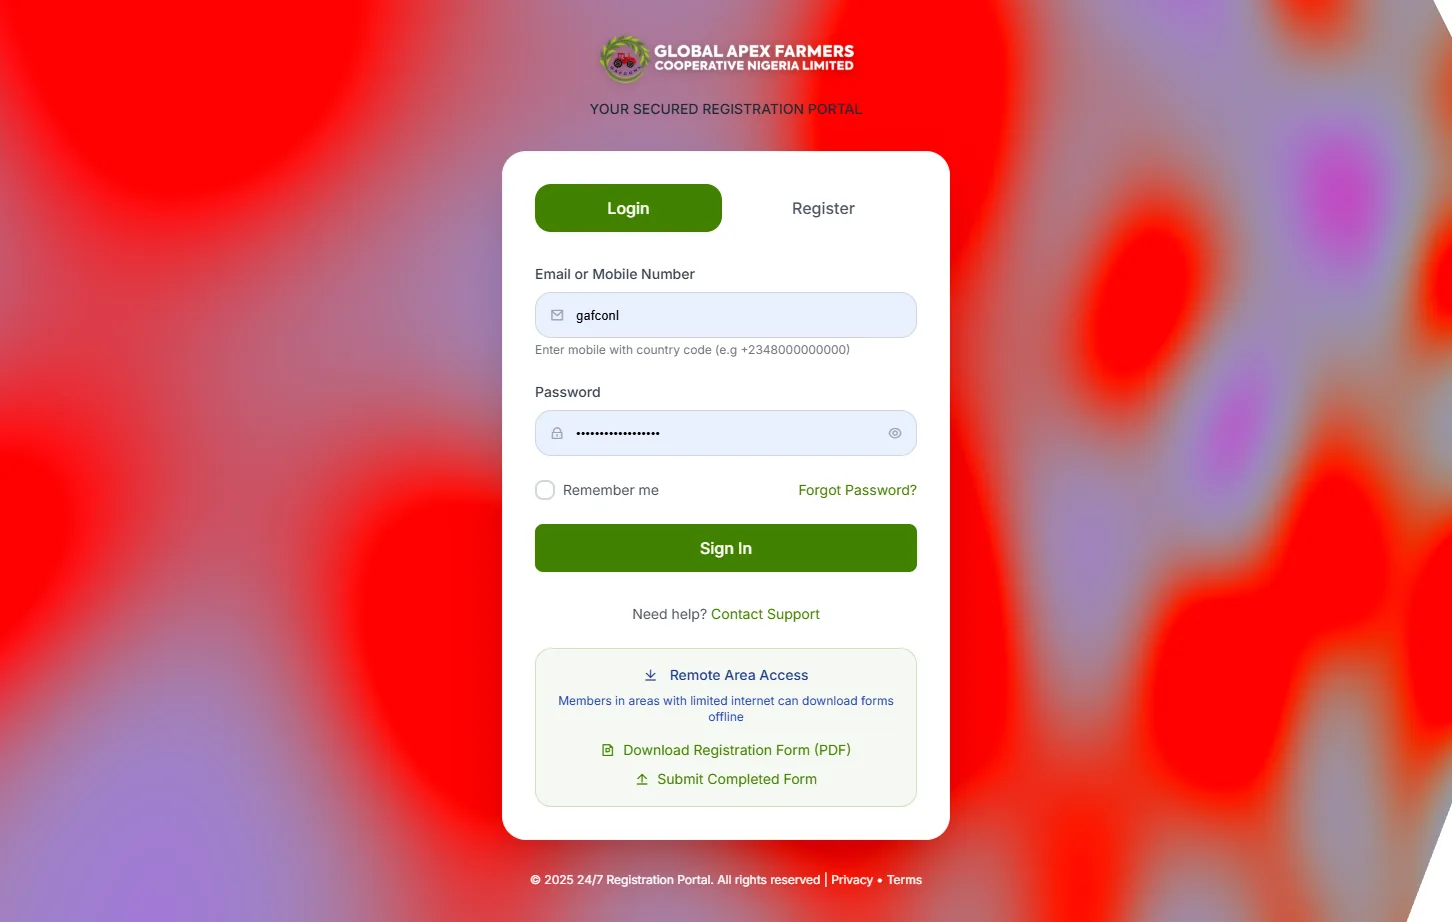 GLOBAL APEX FARMERS
COOPERATIVE NIGERIA LIMITED
YOUR SECURED REGISTRATION PORTAL
Login
Register
Email or Mobile Number
gafconl
Enter mobile with country code (e.g +2348000000000)
Password
••••••••••••••••••
Remember me
Forgot Password?
Sign In
Need help? Contact Support
Remote Area Access
Members in areas with limited internet can download forms
offline
Download Registration Form (PDF)
Submit Completed Form
© 2025 24/7 Registration Portal. All rights reserved | Privacy • Terms